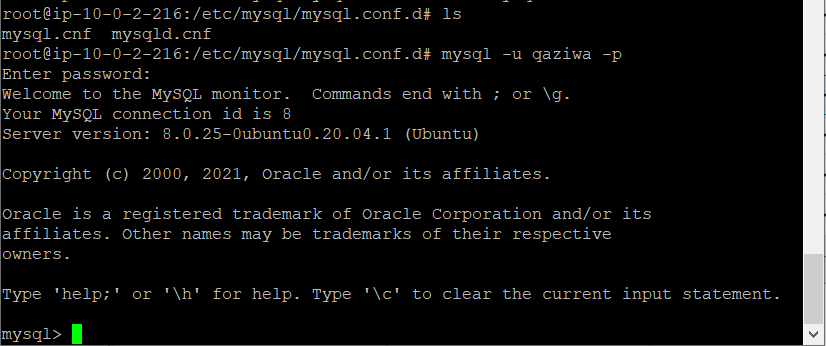 root@ip-10-0-2-216:/etc/mysql/mysql.conf.d# ls
mysql.cnf  mysqld.cnf
root@ip-10-0-2-216:/etc/mysql/mysql.conf.d# mysql -u qaziwa -p
Enter password:
Welcome to the MySQL monitor.  Commands end with ; or \g.
Your MySQL connection id is 8
Server version: 8.0.25-0ubuntu0.20.04.1 (Ubuntu)

Copyright (c) 2000, 2021, Oracle and/or its affiliates.

Oracle is a registered trademark of Oracle Corporation and/or its
affiliates. Other names may be trademarks of their respective
owners.

Type 'help;' or '\h' for help. Type '\c' to clear the current input statement.

mysql>